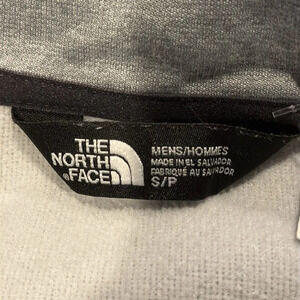 THE
NORTH
®FACE
MENS/HOMMES
MADE IN EL SALVADOR
FABRIQUÉ AU SALVADOR
S/P